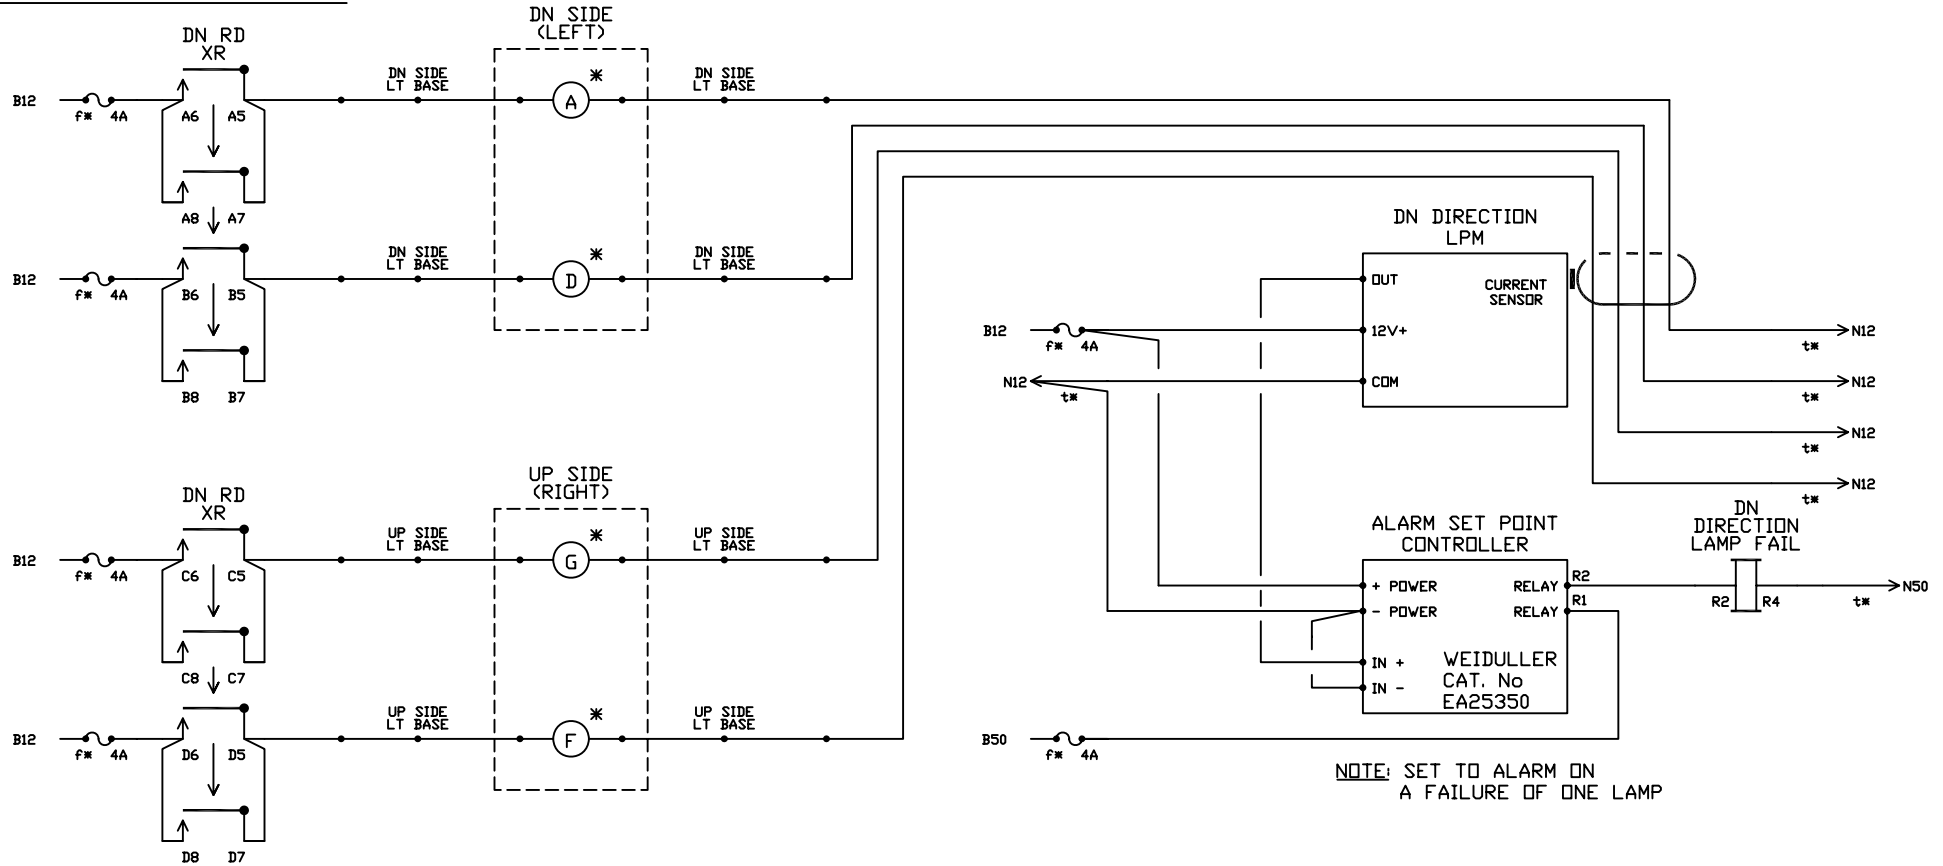 DN SIDE
(LEFT)
DN RD
XR
B12
f* 4A
A6 A5
DN SIDE
LT BASE
A
*
DN SIDE
LT BASE
A8 A7
B12
f* 4A
B6 B5
DN SIDE
LT BASE
D
*
DN SIDE
LT BASE
B8 B7
DN DIRECTION
LPM
OUT
CURRENT
SENSOR
B12
f* 4A
12V+
N12
t*
COM
N12
t*
N12
t*
N12
t*
N12
t*
UP SIDE
(RIGHT)
DN RD
XR
B12
f* 4A
C6 C5
UP SIDE
LT BASE
G
*
UP SIDE
LT BASE
C8 C7
B12
f* 4A
D6 D5
UP SIDE
LT BASE
F
*
UP SIDE
LT BASE
D8 D7
ALARM SET POINT
CONTROLLER
+ POWER
RELAY
R2
- POWER
RELAY
R1
IN +
IN -
WEIDULLER
CAT. No
EA25350
DN
DIRECTION
LAMP FAIL
R2 R4
N50
t*
B50
f* 4A
NOTE: SET TO ALARM ON
A FAILURE OF ONE LAMP